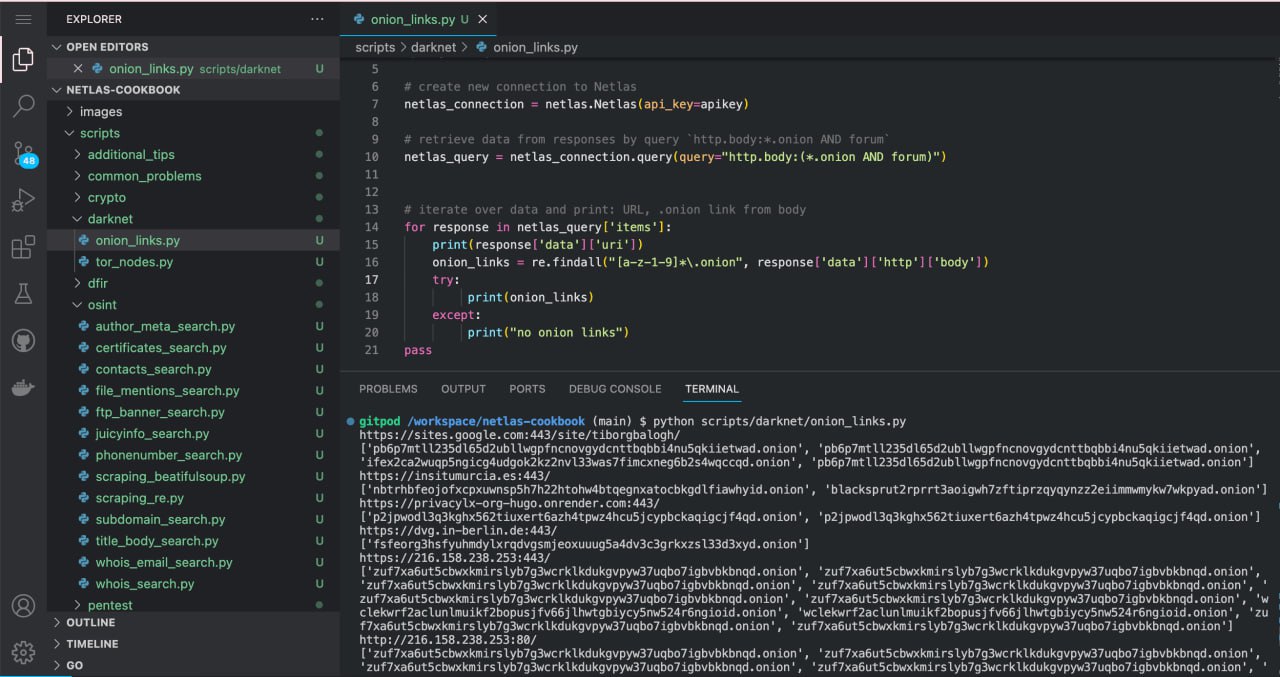 EXPLORER
···
onion_links.py U
OPEN EDITORS
onion_links.py scripts/darknet U
NETLAS-COOKBOOK
images
scripts
additional_tips
common_problems
crypto
darknet
onion_links.py U
tor_nodes.py U
dfir
osint
author_meta_search.py U
certificates_search.py U
contacts_search.py U
file_mentions_search.py U
ftp_banner_search.py U
juicyinfo_search.py U
phonenumber_search.py U
scraping_beatifulsoup.py U
scraping_re.py U
subdomain_search.py U
title_body_search.py U
whois_email_search.py U
whois_search.py U
pentest
OUTLINE
TIMELINE
GO
48
scripts > darknet > onion_links.py
5
6 # create new connection to Netlas
7 netlas_connection = netlas.Netlas(api_key=apikey)
8
9 # retrieve data from responses by query `http.body:*.onion AND forum`
10 netlas_query = netlas_connection.query(query="http.body:(*.onion AND forum)")
11
12
13 # iterate over data and print: URL, .onion link from body
14 for response in netlas_query['items']:
15 print(response['data']['uri'])
16 onion_links = re.findall("[a-z-1-9]*\.onion", response['data']['http']['body'])
17 try:
18 print(onion_links)
19 except:
20 print("no onion links")
21 pass
PROBLEMS OUTPUT PORTS DEBUG CONSOLE TERMINAL
gitpod /workspace/netlas-cookbook (main) $ python scripts/darknet/onion_links.py
https://sites.google.com:443/site/tiborgbalogh/
['pb6p7mtll235dl65d2ubllwgpfncnovgydcnttbqbbi4nu5qkiietwad.onion', 'pb6p7mtll235dl65d2ubllwgpfncnovgydcnttbqbbi4nu5qkiietwad.onion',
'ifex2ca2wuqp5ngicg4udgok2kz2nvl33was7fimcxneg6b2s4wqccqd.onion', 'pb6p7mtll235dl65d2ubllwgpfncnovgydcnttbqbbi4nu5qkiietwad.onion']
https://insitumurcia.es:443/
['nbtrhbfeojofxcpxuwnsp5h7h22htohw4btqegnxatocbkgdlfiawhyid.onion', 'blacksprut2rprrt3aoigwh7zftiprzqyqynzz2eiimmwmykw7wkpyad.onion']
https://privacylx-org-hugo.onrender.com:443/
['p2jpwodl3q3kghx562tiuxert6azh4tpwz4hcu5jcypbckaqigcjf4qd.onion', 'p2jpwodl3q3kghx562tiuxert6azh4tpwz4hcu5jcypbckaqigcjf4qd.onion']
https://dvg.in-berlin.de:443/
['fsfeorg3hsfyuhmdylxrqdvgsmjeoxuuug5a4dv3c3grkxzsl33d3xyd.onion']
https://216.158.238.253:443/
['zuf7xa6ut5cbwxkmirslyb7g3wcrklkdukgvpyw37uqbo7igbvbkbnqd.onion', 'zuf7xa6ut5cbwxkmirslyb7g3wcrklkdukgvpyw37uqbo7igbvbkbnqd.onion',
'zuf7xa6ut5cbwxkmirslyb7g3wcrklkdukgvpyw37uqbo7igbvbkbnqd.onion', 'zuf7xa6ut5cbwxkmirslyb7g3wcrklkdukgvpyw37uqbo7igbvbkbnqd.onion', '
zuf7xa6ut5cbwxkmirslyb7g3wcrklkdukgvpyw37uqbo7igbvbkbnqd.onion', 'zuf7xa6ut5cbwxkmirslyb7g3wcrklkdukgvpyw37uqbo7igbvbkbnqd.onion', 'w
clekwrf2aclunlmuikf2bopusjfv66jlhwtgbiycy5nw524r6ngioid.onion', 'wclekwrf2aclunlmuikf2bopusjfv66jlhwtgbiycy5nw524r6ngioid.onion', 'zu
f7xa6ut5cbwxkmirslyb7g3wcrklkdukgvpyw37uqbo7igbvbkbnqd.onion', 'zuf7xa6ut5cbwxkmirslyb7g3wcrklkdukgvpyw37uqbo7igbvbkbnqd.onion']
http://216.158.238.253:80/
['zuf7xa6ut5cbwxkmirslyb7g3wcrklkdukgvpyw37uqbo7igbvbkbnqd.onion', 'zuf7xa6ut5cbwxkmirslyb7g3wcrklkdukgvpyw37uqbo7igbvbkbnqd.onion',
'zuf7xa6ut5cbwxkmirslyb7g3wcrklkdukgvpyw37uqbo7igbvbkbnqd.onion', 'zuf7xa6ut5cbwxkmirslyb7g3wcrklkdukgvpyw37uqbo7igbvbkbnqd.onion', '